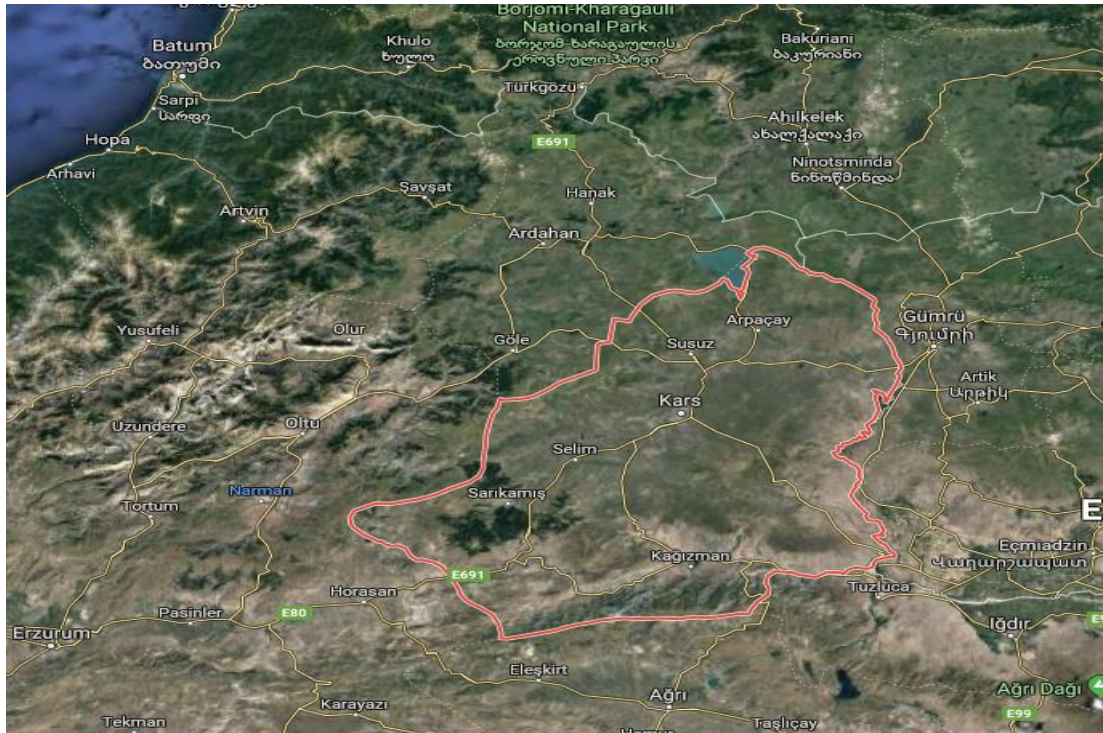 Borjomi-Kharagauli
National Park
ბორჯომ-ხარაგაულის
ეროვნული პარკი
Batum
ბათუმი
Khulo
ხულო
Bakuriani
ბაკურიანი
Türkgözü
Sarpi
სარფი
Ahılkelek
ახალქალაქი
Hopa
E691
Ninotsminda
ნინოწმინდა
Arhavi
Şavşat
Hanak
Artvin
Ardahan
Yusufeli
Olur
Göle
Arpaçay
Susuz
Gümrü
Գյումրի
Artik
Արթիկ
Kars
Uzundere
Oltu
Selim
Narman
Sarıkamış
Tortum
E
Kağızman
Eçmiadzin
Վաղարշապատ
E691
Horasan
Tuzluca
Pasinler
E80
Erzurum
Iğdır
Eleşkirt
Ağrı
Ağrı Dağı
Karayazı
Tekman
Taşlıçay
E99